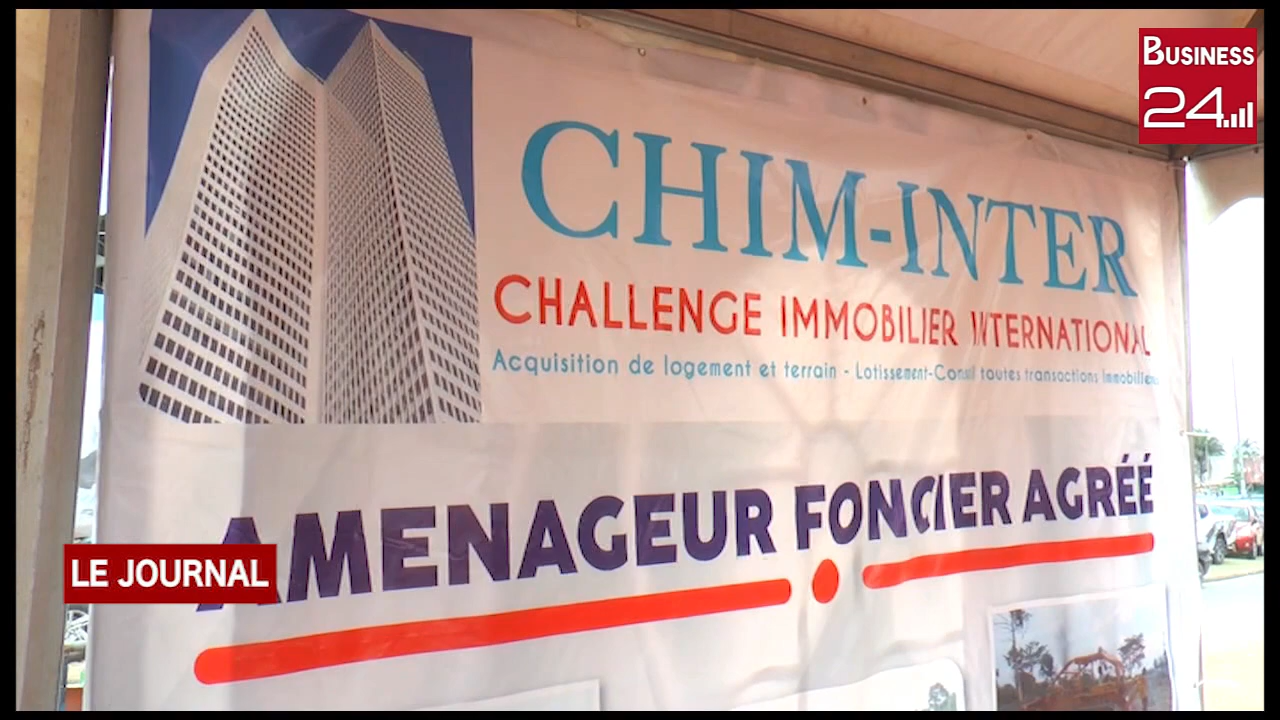 BUSINESS
24
CHIM-INTER
CHALLENGE IMMOBILIER INTERNATIONAL
Acquisition de logement et terrain - Lotissement-Conseil toutes transactions
AMENAGEUR FONCIER AGRÉÉ
LE JOURNAL